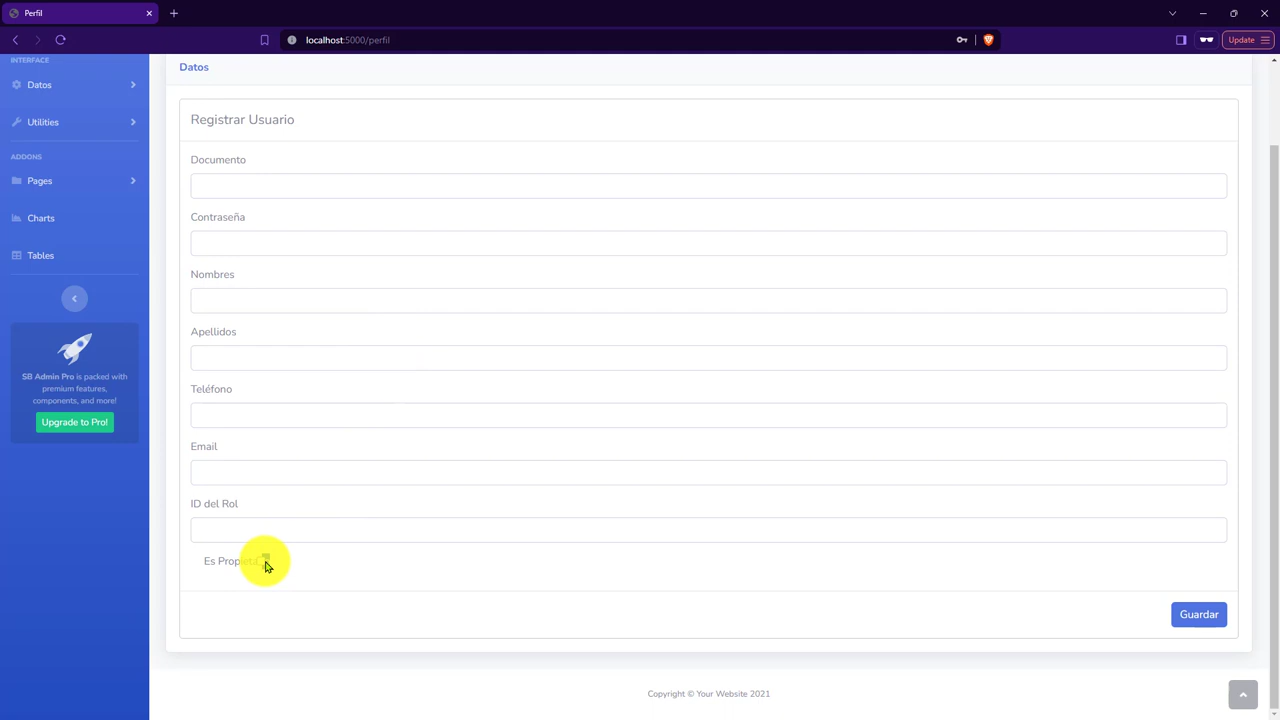 Perfil
localhost:5000/perfil
Update
INTERFACE
Datos
Utilities
ADDONS
Pages
Charts
Tables
SB Admin Pro is packed with
premium features,
components, and more!
Upgrade to Pro!
Datos
Registrar Usuario
Documento
Contraseña
Nombres
Apellidos
Teléfono
Email
ID del Rol
Es
Guardar
Copyright © Your Website 2021